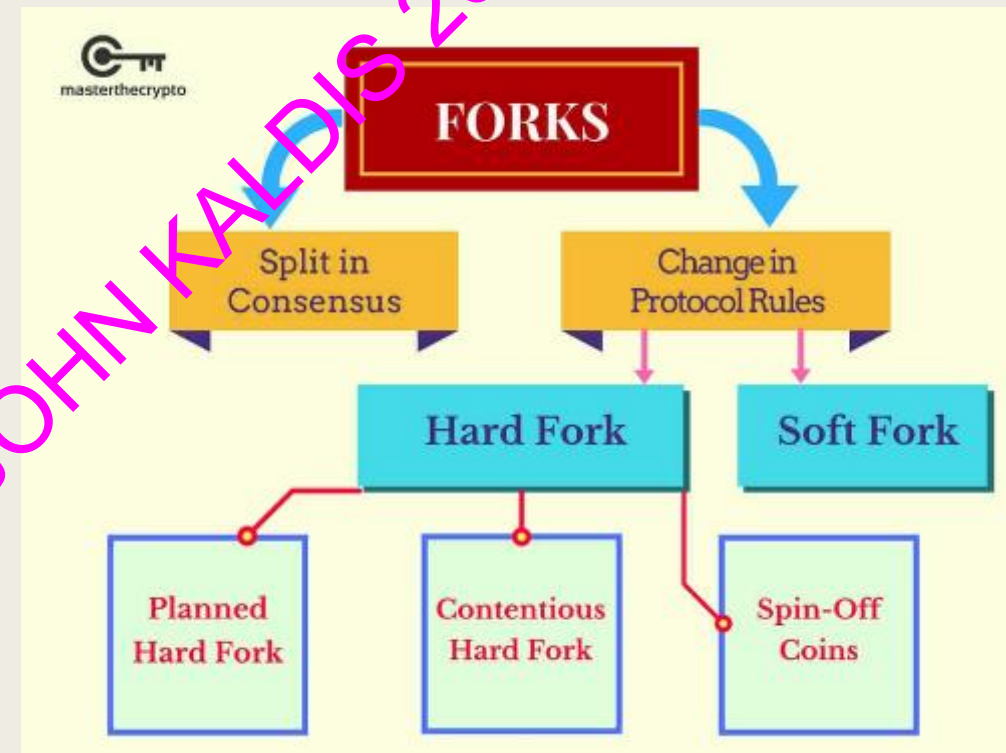 masterthecrypto
FORKS
Split in
Consensus
Change in
Protocol Rules
Hard Fork
Soft Fork
Planned
Hard Fork
Contentious
Hard Fork
Spin-Off
Coins
KALDIS